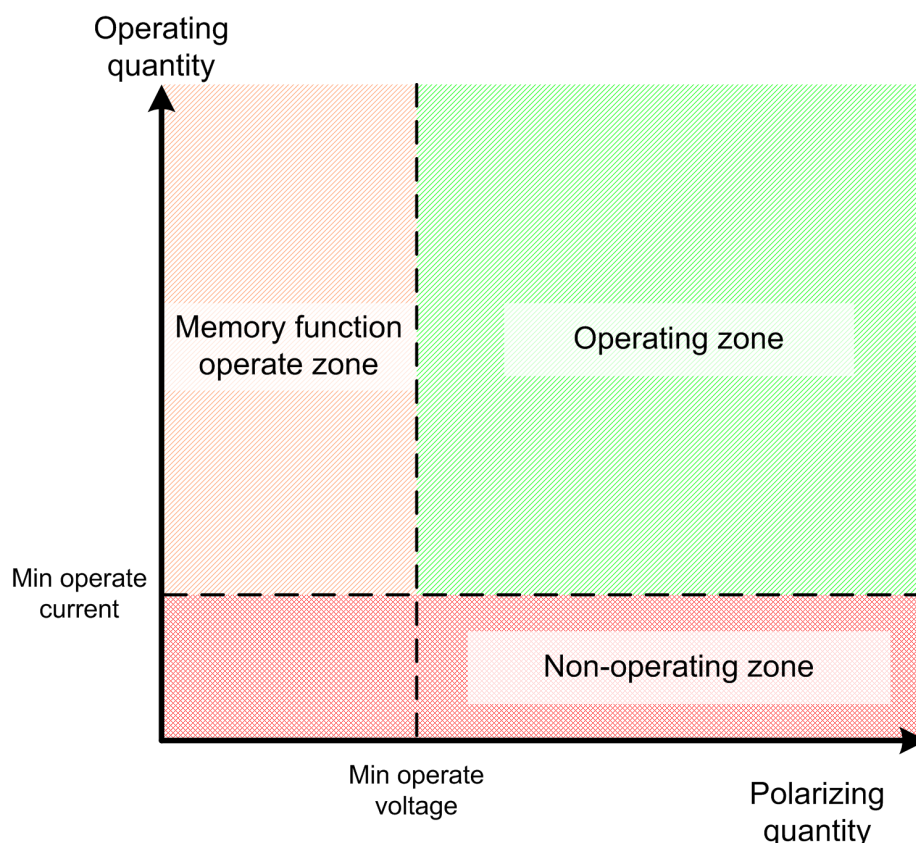 Operating
quantity
Memory function
operate zone
Operating zone
Min operate
current
Non-operating zone
Min operate
voltage
Polarizing
quantity